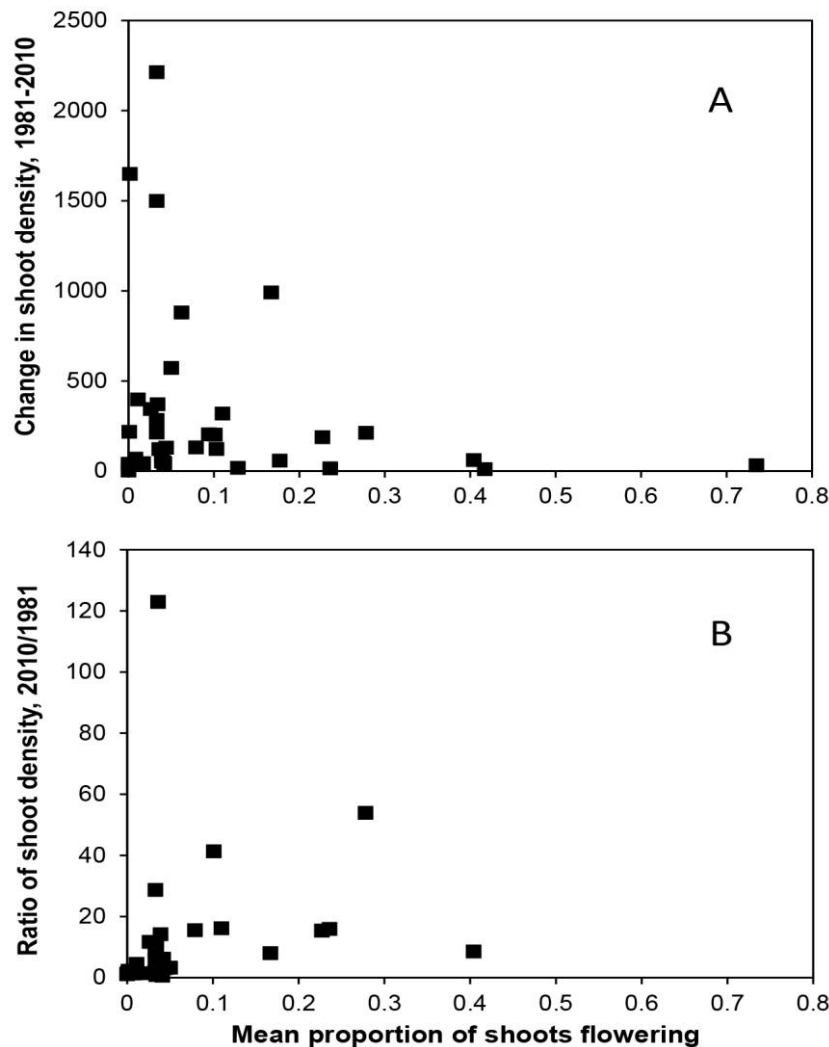 Change in shoot density, 1981-2010
2500
2000
1500
1000
500
0
A
0 0.1 0.2 0.3 0.4 0.5 0.6 0.7 0.8
Ratio of shoot density, 2010/1981
140
120
100
80
60
40
20
0
B
0 0.1 0.2 0.3 0.4 0.5 0.6 0.7 0.8
Mean proportion of shoots flowering